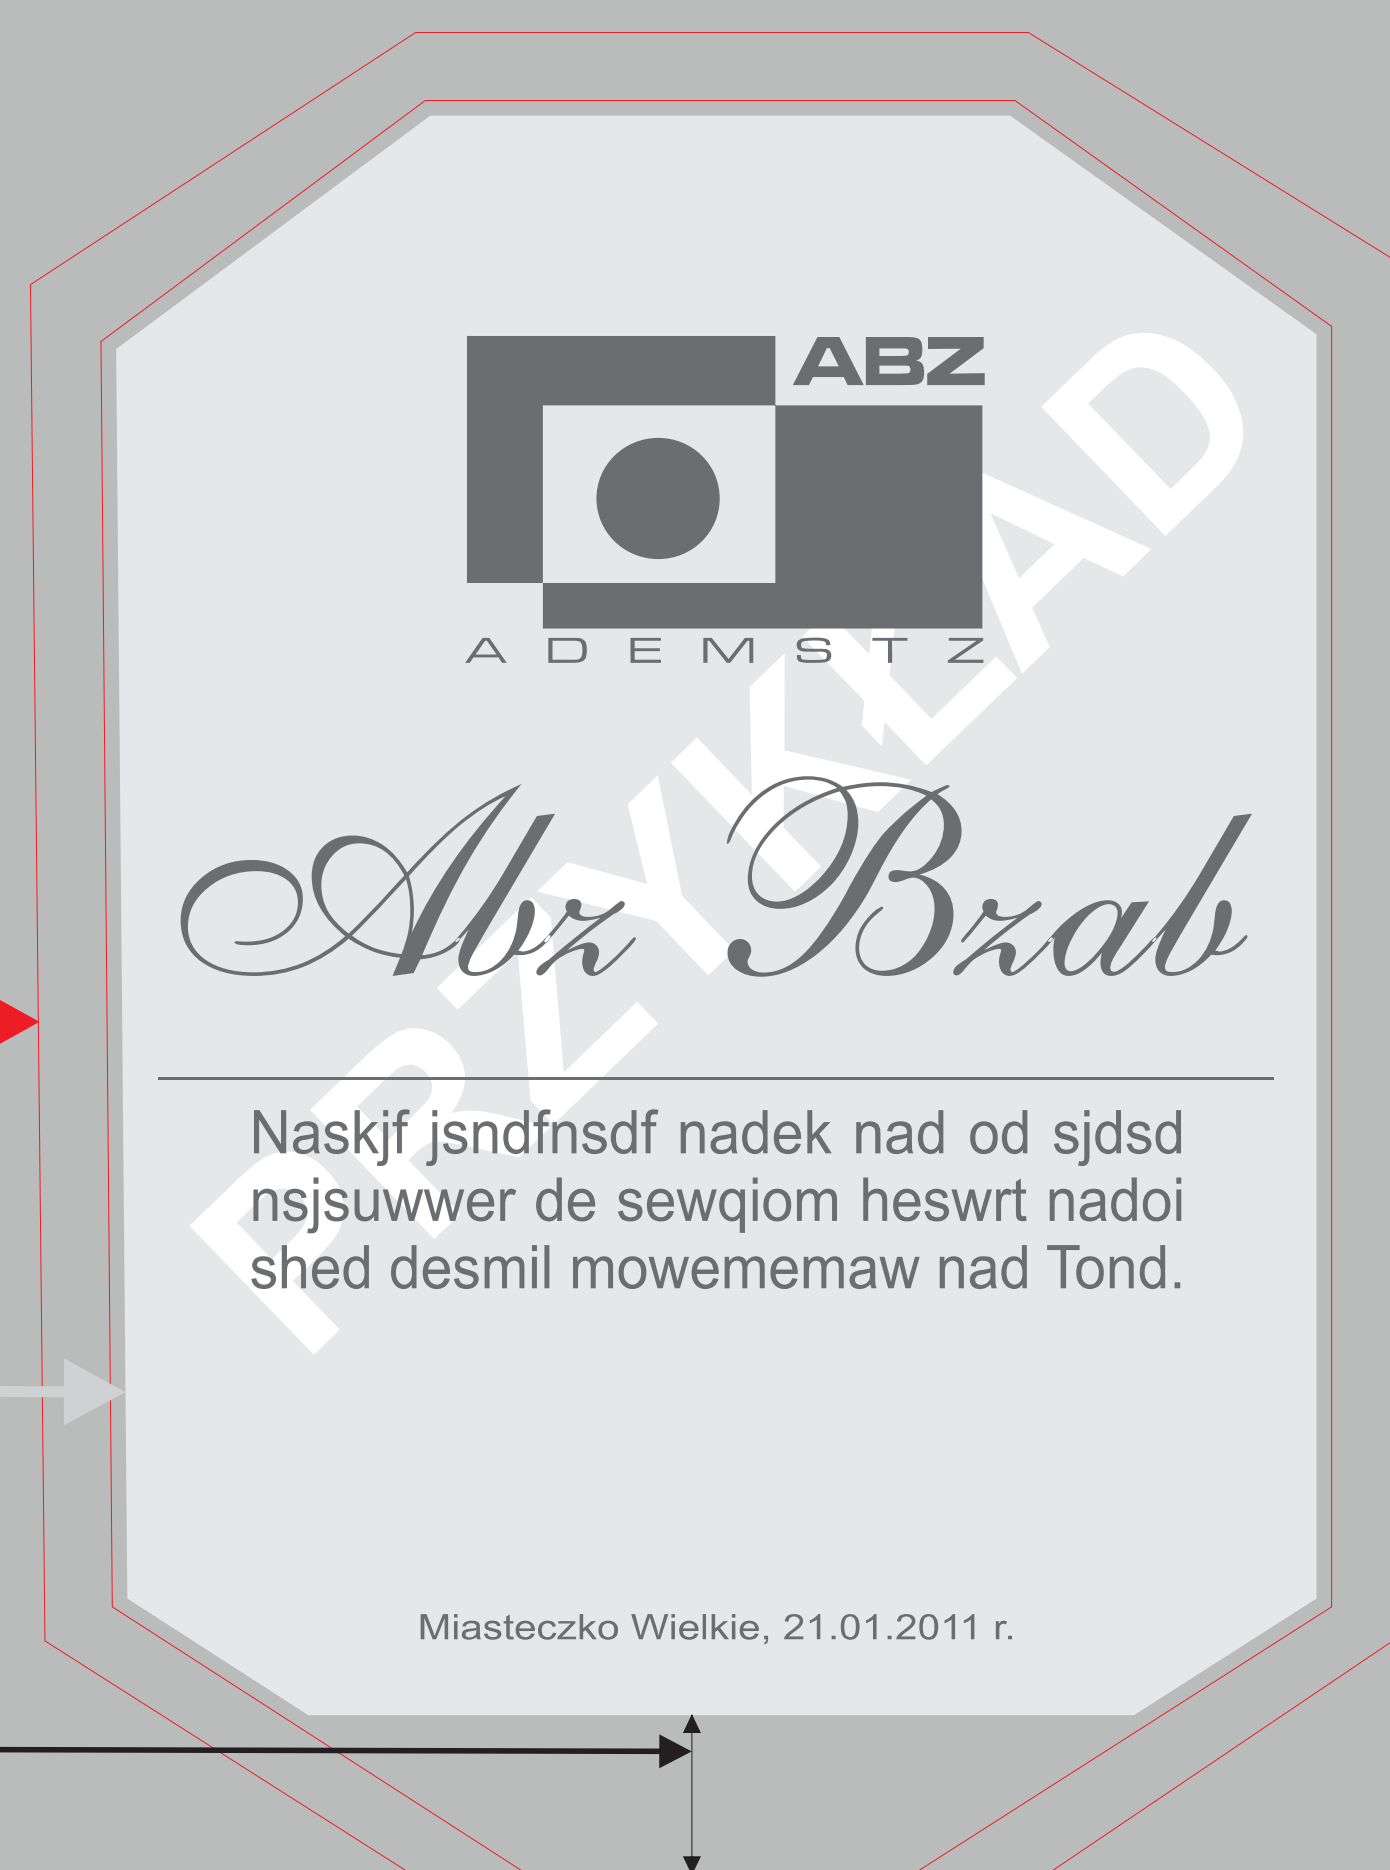 ABZ
ADEMSTZ
PRZYKŁAD
Abz Bzab
Naskjf jsndfnsdf nadek nad od sjdsd
nsjsuwwer de sewqiom heswrt nadoi
shed desmil mowememaw nad Tond.
Miasteczko Wielkie, 21.01.2011 r.